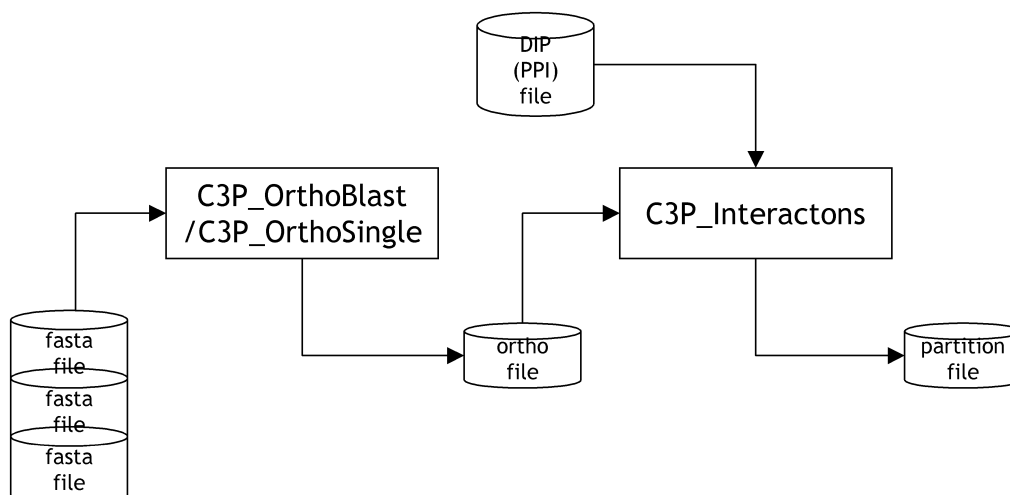 DIP
(PPI)
file
C3P_OrthoBlast
/C3P_OrthoSingle
C3P_Interactons
fasta
file
fasta
file
fasta
file
ortho
file
partition
file